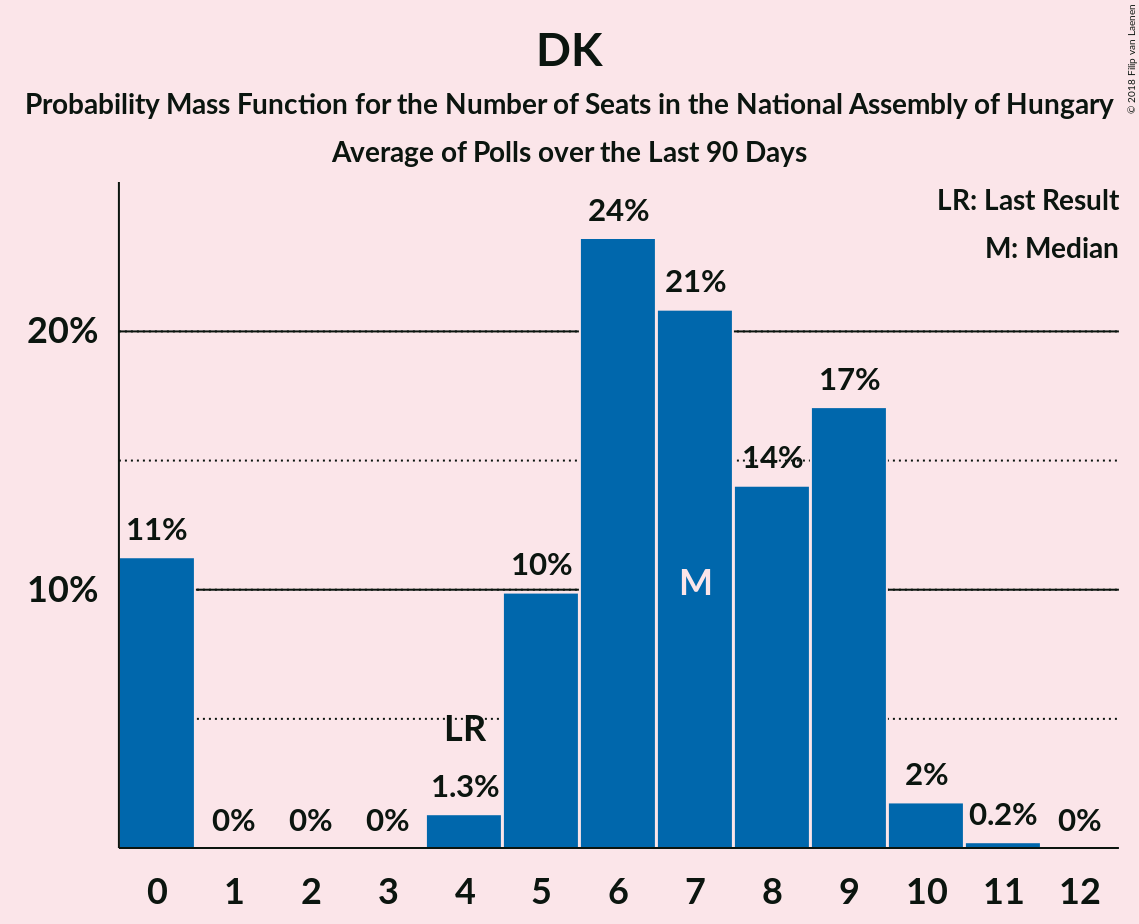 DK
Probability Mass Function for the Number of Seats in the National Assembly of Hungary
Average of Polls over the Last 90 Days
© 2018 Filip van Laenen
LR: Last Result
M: Median
24%
21%
20%
17%
14%
11%
10%
10%
M
LR
1.3%
2%
0%
0%
0%
0.2%
0%
0 1 2 3 4 5 6 7 8 9 10 11 12